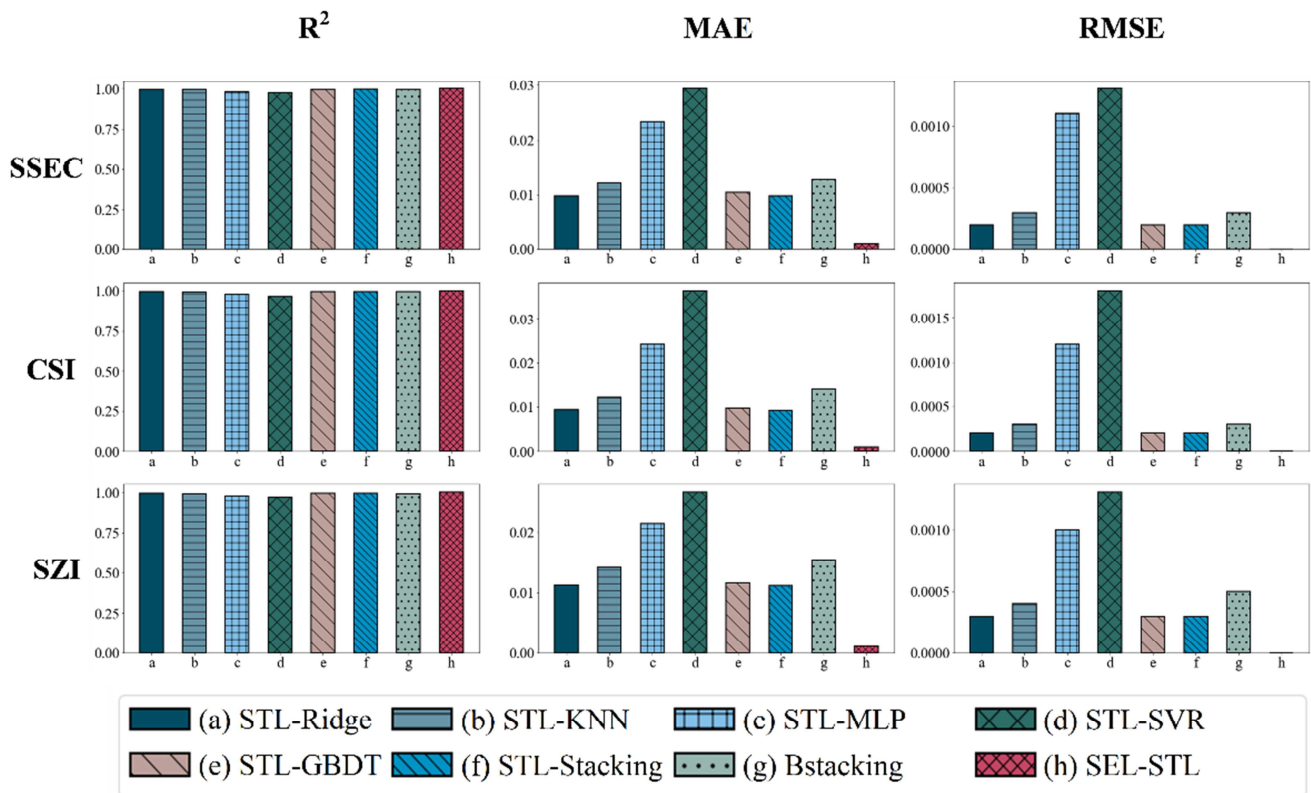 R² MAE RMSE
SSEC
1.00
0.75
0.50
0.25
0.00
a b c d e f g h
0.03
0.02
0.01
0.00
a b c d e f g h
0.0010
0.0005
0.0000
a b c d e f g h
CSI
1.00
0.75
0.50
0.25
0.00
a b c d e f g h
0.03
0.02
0.01
0.00
a b c d e f g h
0.0015
0.0010
0.0005
0.0000
a b c d e f g h
SZI
1.00
0.75
0.50
0.25
0.00
a b c d e f g h
0.02
0.01
0.00
a b c d e f g h
0.0010
0.0005
0.0000
a b c d e f g h
(a) STL-Ridge (b) STL-KNN (c) STL-MLP (d) STL-SVR
(e) STL-GBDT (f) STL-Stacking (g) Bstacking (h) SEL-STL